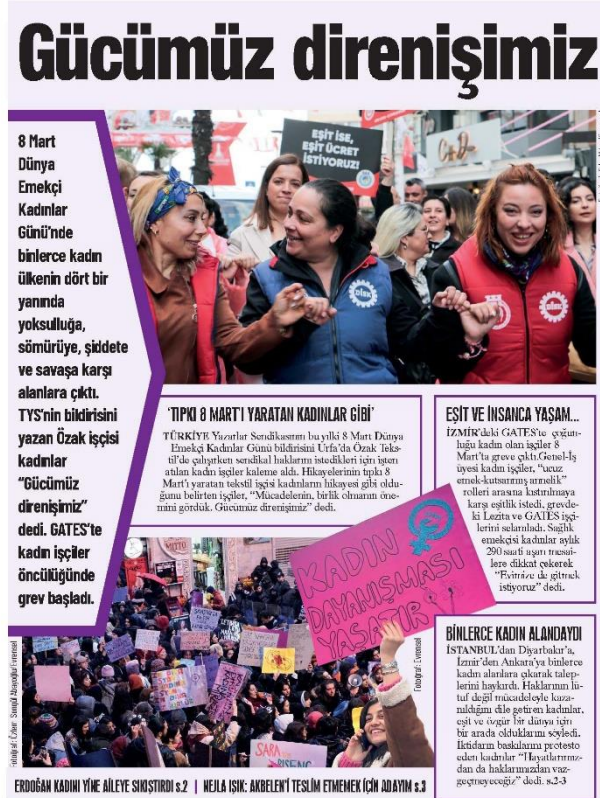 Gücümüz direnişimiz
8 Mart
Dünya
Emekçi
Kadınlar
Günü'nde
binlerce kadın
ülkenin dört bir
yanında
yoksulluğa,
sömürüye, şiddete
ve savaşa karşı
alanlara çıktı.
TYS'nin bildirisini
yazan Özak işçisi
kadınlar
“Gücümüz
direnişimiz”
dedi. GATES'te
kadın işçiler
öncülüğünde
grev başladı.
EŞİT İŞE,
EŞİT ÜCRET
İSTİYORUZ!
DİSK
DİSK
‘TIPKI 8 MART'I YARATAN KADINLAR GİBİ’
TÜRKİYE Yazarlar Sendikasının bu yılki 8 Mart Dünya
Emekçi Kadınlar Günü bildirisini Urfa'da Özak Teks-
til'de çalışırken sendikal haklarını istedikleri için işten
atılan kadın işçiler kaleme aldı. Hikayelerinin tıpkı 8
Mart'ı yaratan tekstil işçisi kadınların hikayesi gibi oldu-
ğunu belirten işçiler, “Mücadelenin, birlik olmanın öne-
mini gördük. Gücümüz direnişimiz” dedi.
EŞİT VE İNSANCA YAŞAM...
İZMİR'deki GATES'te çoğun-
luğu kadın olan işçiler 8
Mart'ta greve çıktı.Genel-İş
üyesi kadın işçiler, “ucuz
emek-kutsanmış annelik”
rolleri arasına kıstırılmaya
karşı eşitlik istedi, grevde-
ki Lezita ve GATES işçi-
lerini selamladı. Sağlık
emekçisi kadınlar aylık
290 saati aşan mesai-
lere dikkat çekerek
“Evimize de gitmek
istiyoruz” dedi.
KADIN
DAYANIŞMASI
YAŞATIR
SARA
Fotoğraf: Evrensel
BİNLERCE KADIN ALANDAYDI
İSTANBUL'dan Diyarbakır'a,
İzmir'den Ankara'ya binlerce
kadın alanlara çıkarak talep-
lerini haykırdı. Haklarının lü-
tuf değil mücadeleyle kaza-
nıldığını dile getiren kadınlar,
eşit ve özgür bir dünya için
bir arada olduklarını söyledi.
İktidarın baskılarını protesto
eden kadınlar “Hayatlarımız-
dan da haklarımızdan vaz-
geçmeyeceğiz” dedi. s.2-3
ERDOĞAN KADINI YİNE AİLEYE SIKIŞTIRDI s.2 | NEJLA IŞIK: AKBELEN'İ TESLİM ETMEMEK İÇİN ADAYIM s.3